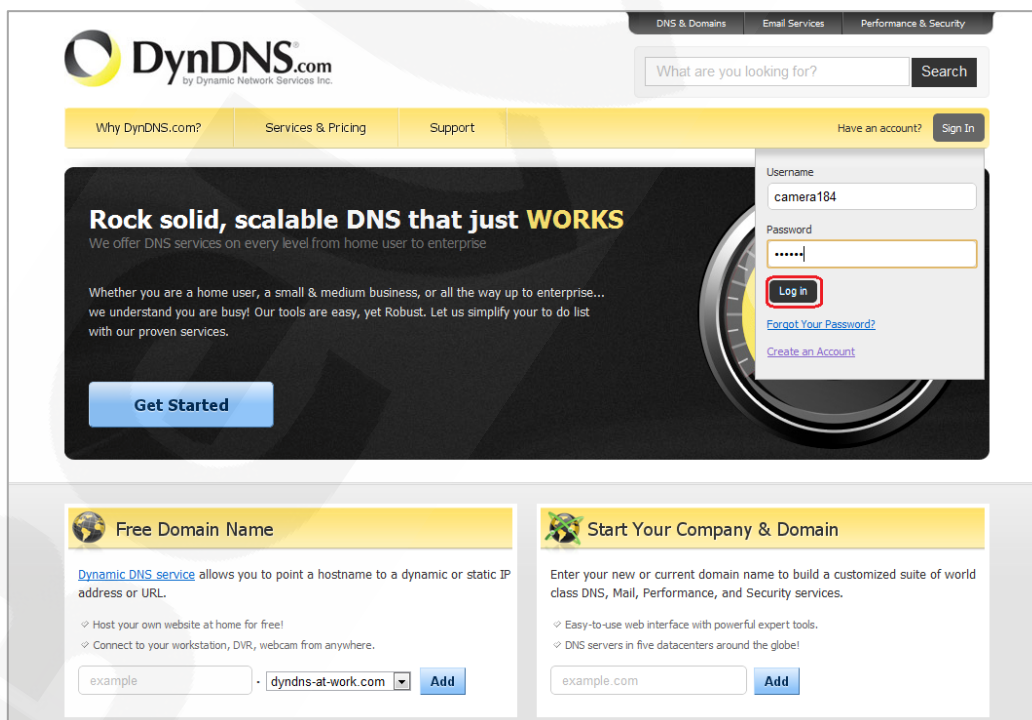 DNS & Domains Email Services Performance & Security
DynDNS®.com
by Dynamic Network Services Inc.
What are you looking for? Search
Why DynDNS.com? Services & Pricing Support Have an account? Sign In
Username
camera184
Password
••••••
Log in
Forgot Your Password?
Create an Account
Rock solid, scalable DNS that just WORKS
We offer DNS services on every level from home user to enterprise
Whether you are a home user, a small & medium business, or all the way up to enterprise...
we understand you are busy! Our tools are easy, yet Robust. Let us simplify your to do list
with our proven services.
Get Started
Free Domain Name
Dynamic DNS service allows you to point a hostname to a dynamic or static IP
address or URL.
Host your own website at home for free!
Connect to your workstation, DVR, webcam from anywhere.
example . dyndns-at-work.com Add
Start Your Company & Domain
Enter your new or current domain name to build a customized suite of world
class DNS, Mail, Performance, and Security services.
Easy-to-use web interface with powerful expert tools.
DNS servers in five datacenters around the globe!
example.com Add